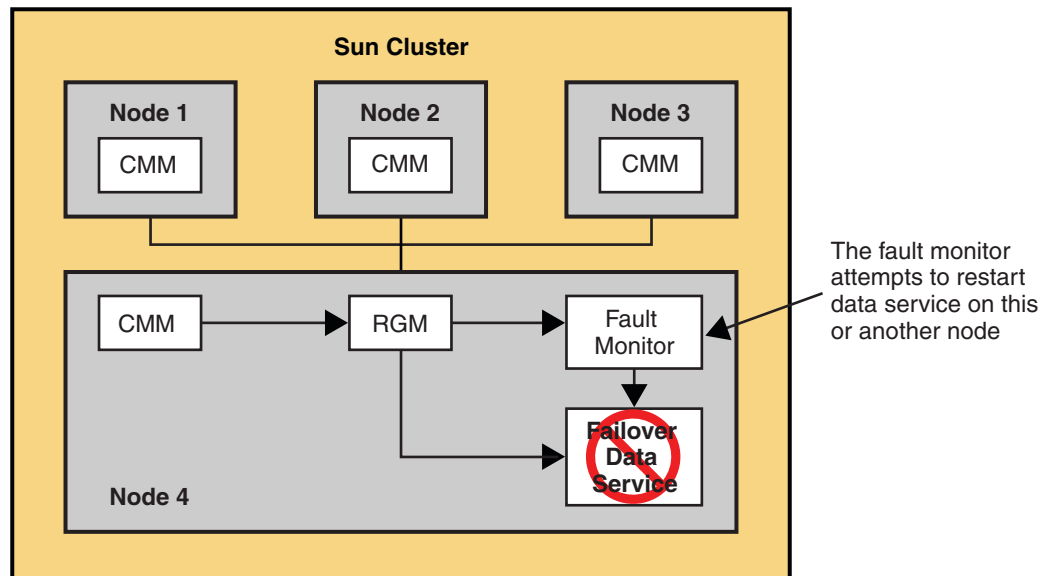 Sun Cluster
Node 1
CMM
Node 2
CMM
Node 3
CMM
The fault monitor
attempts to restart
data service on this
or another node
CMM
RGM
Fault
Monitor
Failover
Data
Service
Node 4